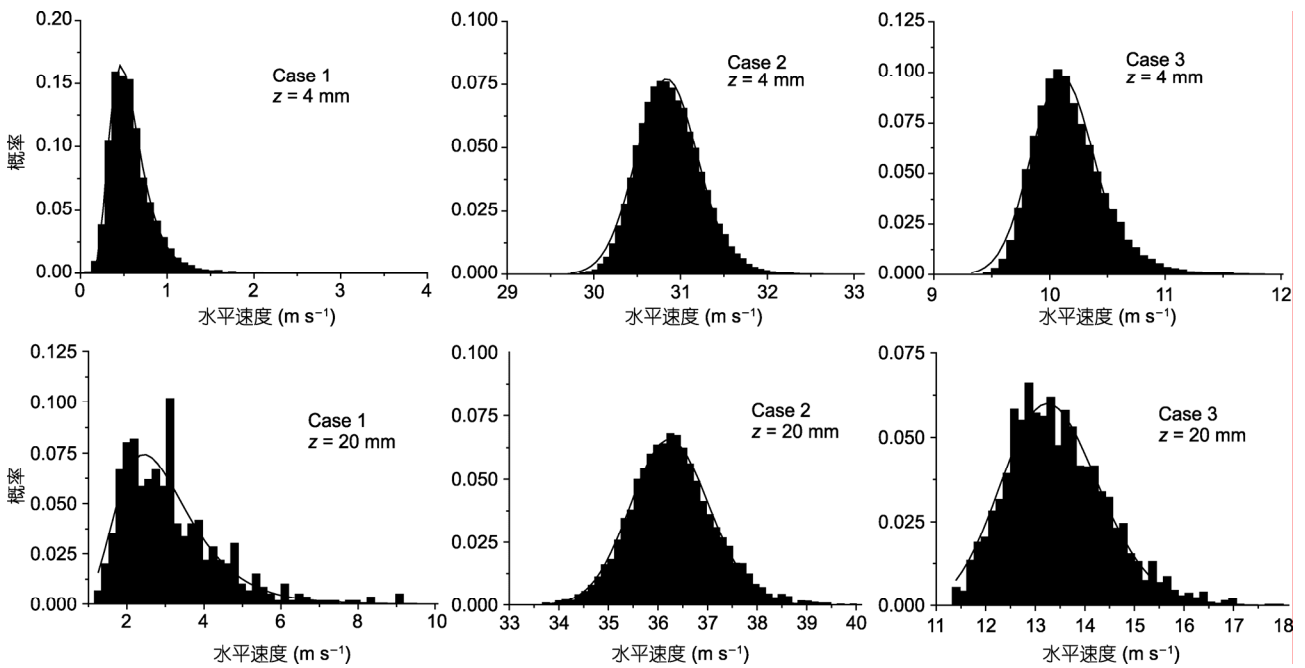 0.20
0.15
0.10
0.05
0.00
概率
Case 1
z = 4 mm
0 1 2 3 4
水平速度 (m s⁻¹)
0.100
0.075
0.050
0.025
0.000
Case 2
z = 4 mm
29 30 31 32 33
水平速度 (m s⁻¹)
0.125
0.100
0.075
0.050
0.025
0.000
Case 3
z = 4 mm
9 10 11 12
水平速度 (m s⁻¹)
0.125
0.100
0.075
0.050
0.025
0.000
概率
Case 1
z = 20 mm
2 4 6 8 10
水平速度 (m s⁻¹)
0.100
0.075
0.050
0.025
0.000
Case 2
z = 20 mm
33 34 35 36 37 38 39 40
水平速度 (m s⁻¹)
0.075
0.050
0.025
0.000
Case 3
z = 20 mm
11 12 13 14 15 16 17 18
水平速度 (m s⁻¹)